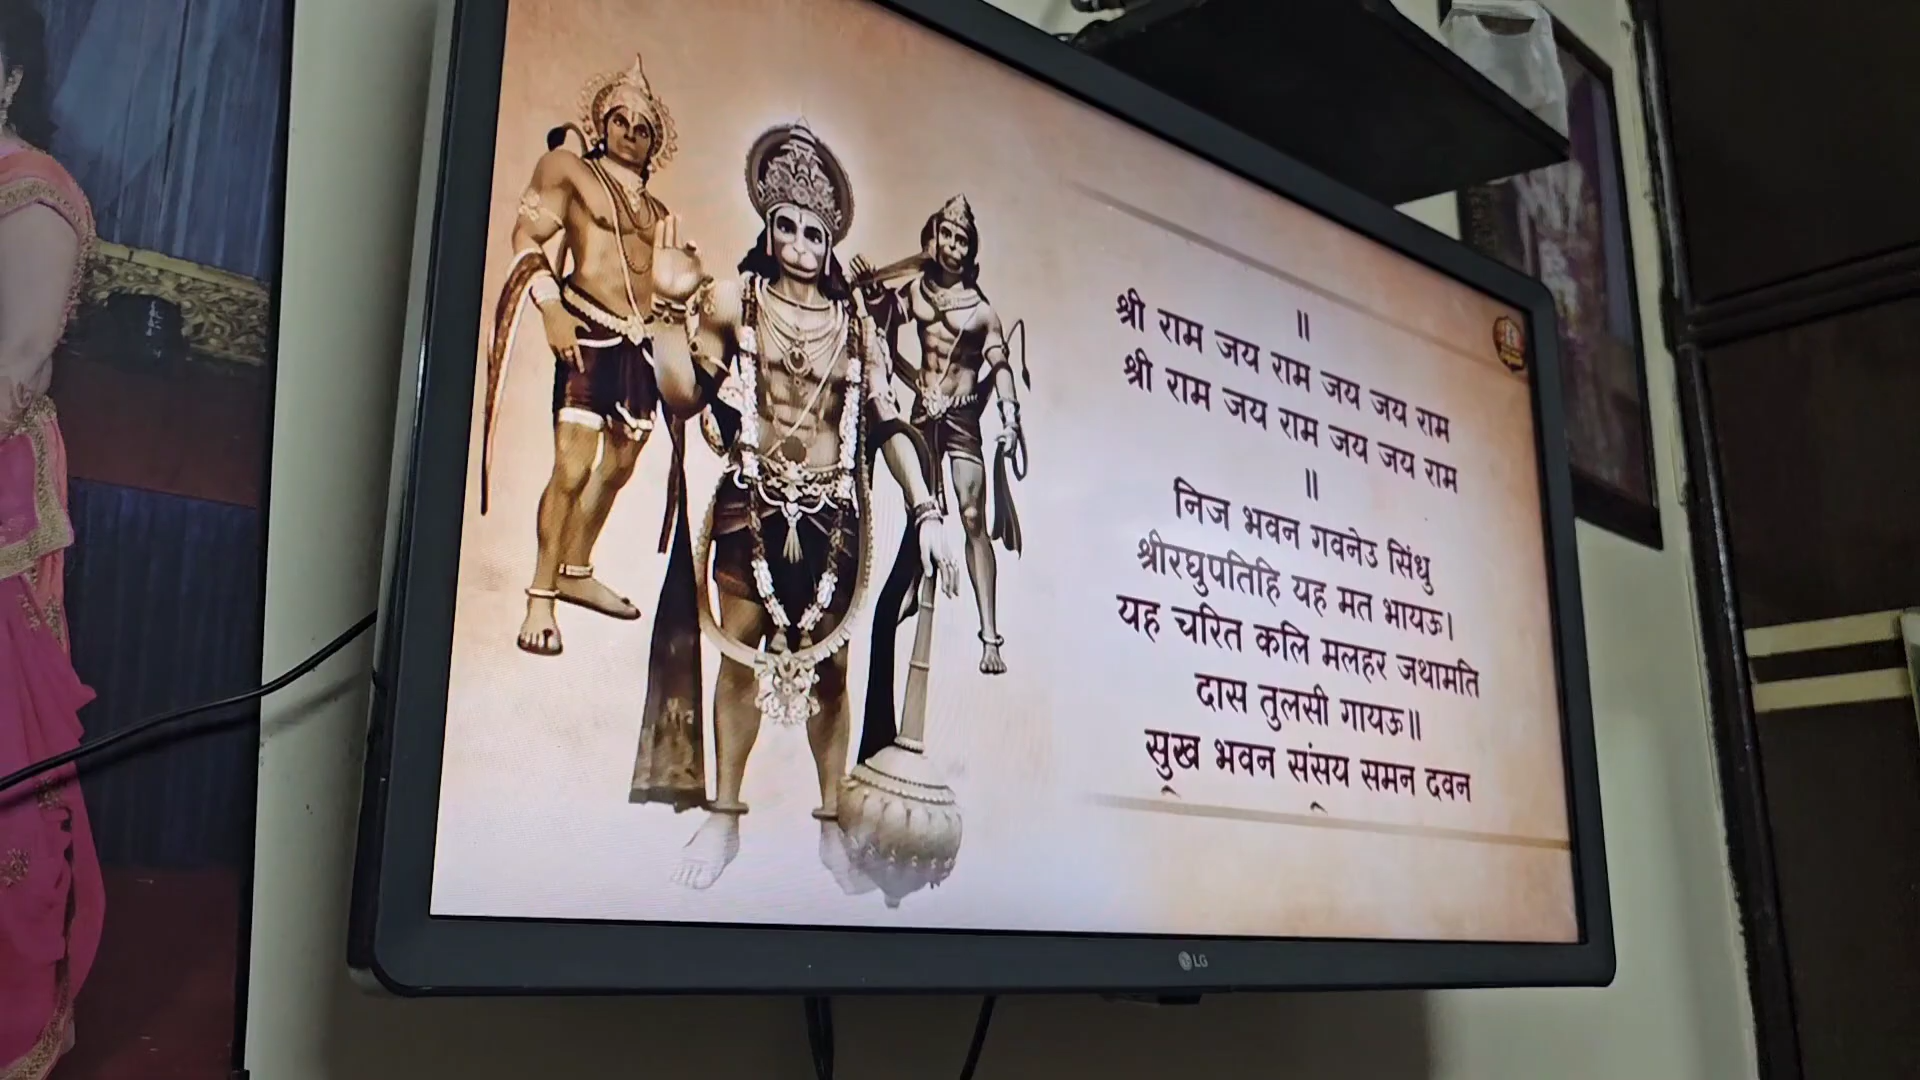 ॥
श्री राम जय राम जय जय राम
श्री राम जय राम जय जय राम
॥
निज भवन गवनेउ सिंधु
श्रीरघुपतिहि यह मत भायऊ।
यह चरित कलि मलहर जथामति
दास तुलसी गायऊ॥
सुख भवन संसय समन दवन
LG